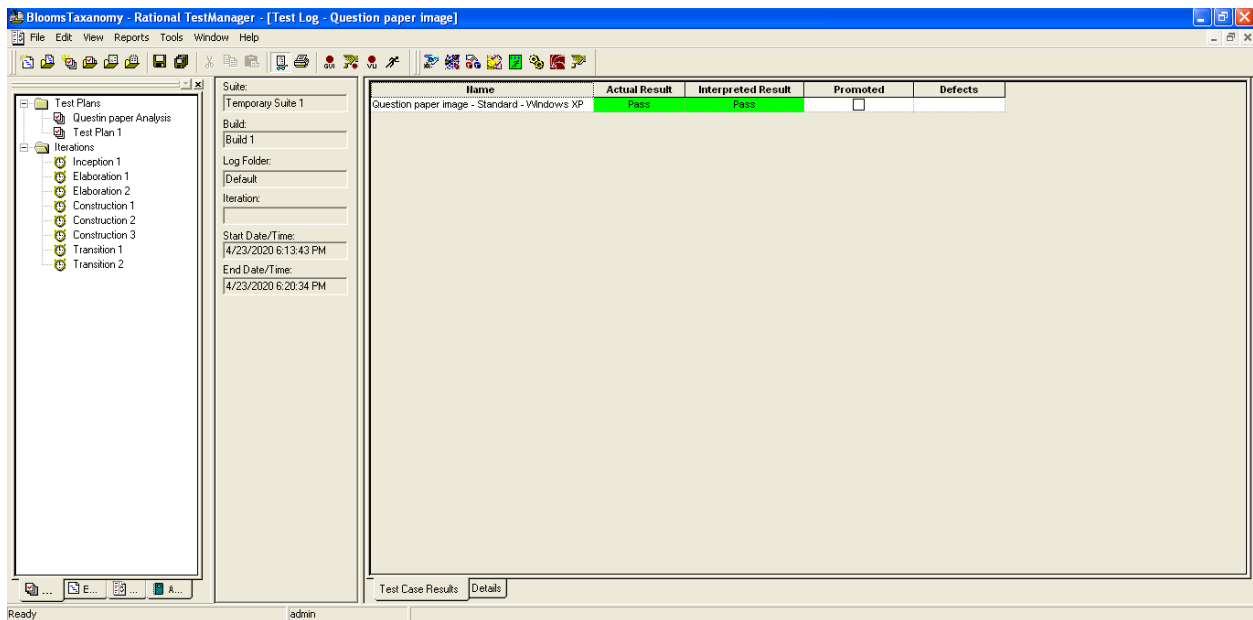 BloomsTaxanomy - Rational TestManager - [Test Log - Question paper image]
File Edit View Reports Tools Window Help
Test Plans
Questin paper Analysis
Test Plan 1
Iterations
Inception 1
Elaboration 1
Elaboration 2
Construction 1
Construction 2
Construction 3
Transition 1
Transition 2
... E... ... A...
Suite:
Temporary Suite 1
Build:
Build 1
Log Folder:
Default
Iteration:
Start Date/Time:
4/23/2020 6:13:43 PM
End Date/Time:
4/23/2020 6:20:34 PM
Name Actual Result Interpreted Result Promoted Defects
Question paper image - Standard - Windows XP Pass Pass
Test Case Results Details
Ready admin